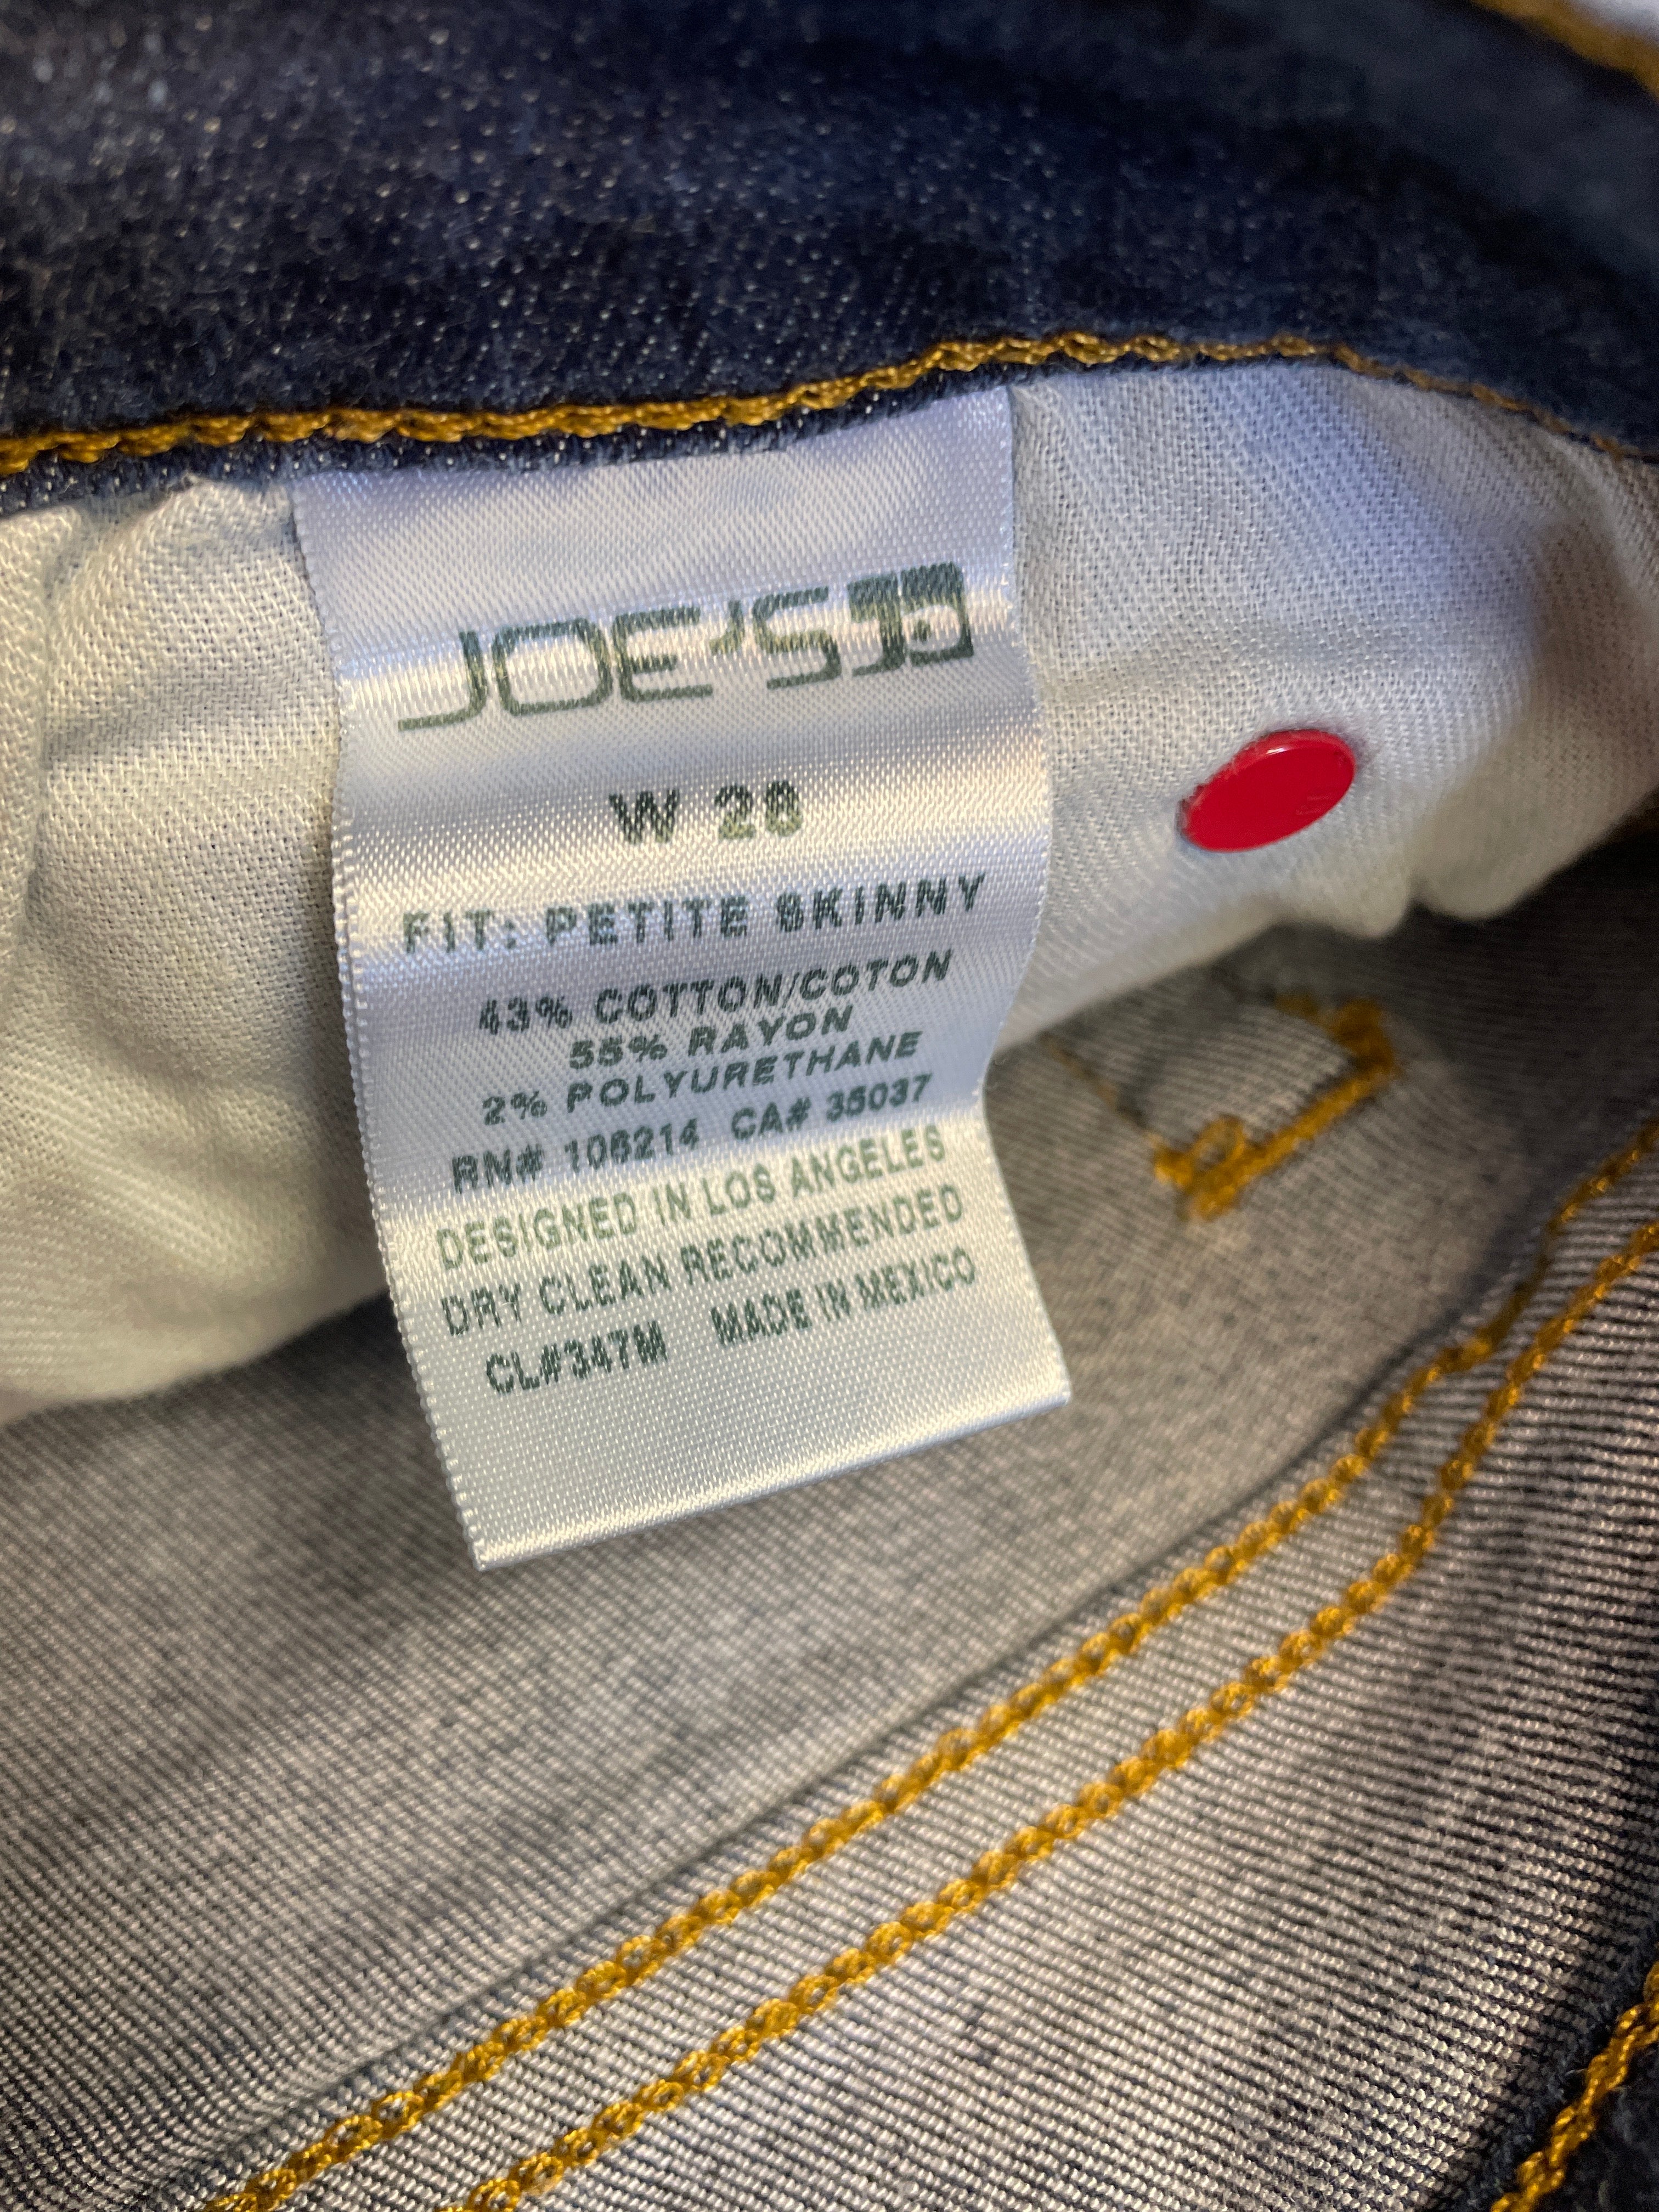 JOE'S
W 28
FIT: PETITE SKINNY
43% COTTON/COTON
55% RAYON
2% POLYURETHANE
RN# 106214 CA# 35037
DESIGNED IN LOS ANGELES
DRY CLEAN RECOMMENDED
CL#347M MADE IN MEXICO